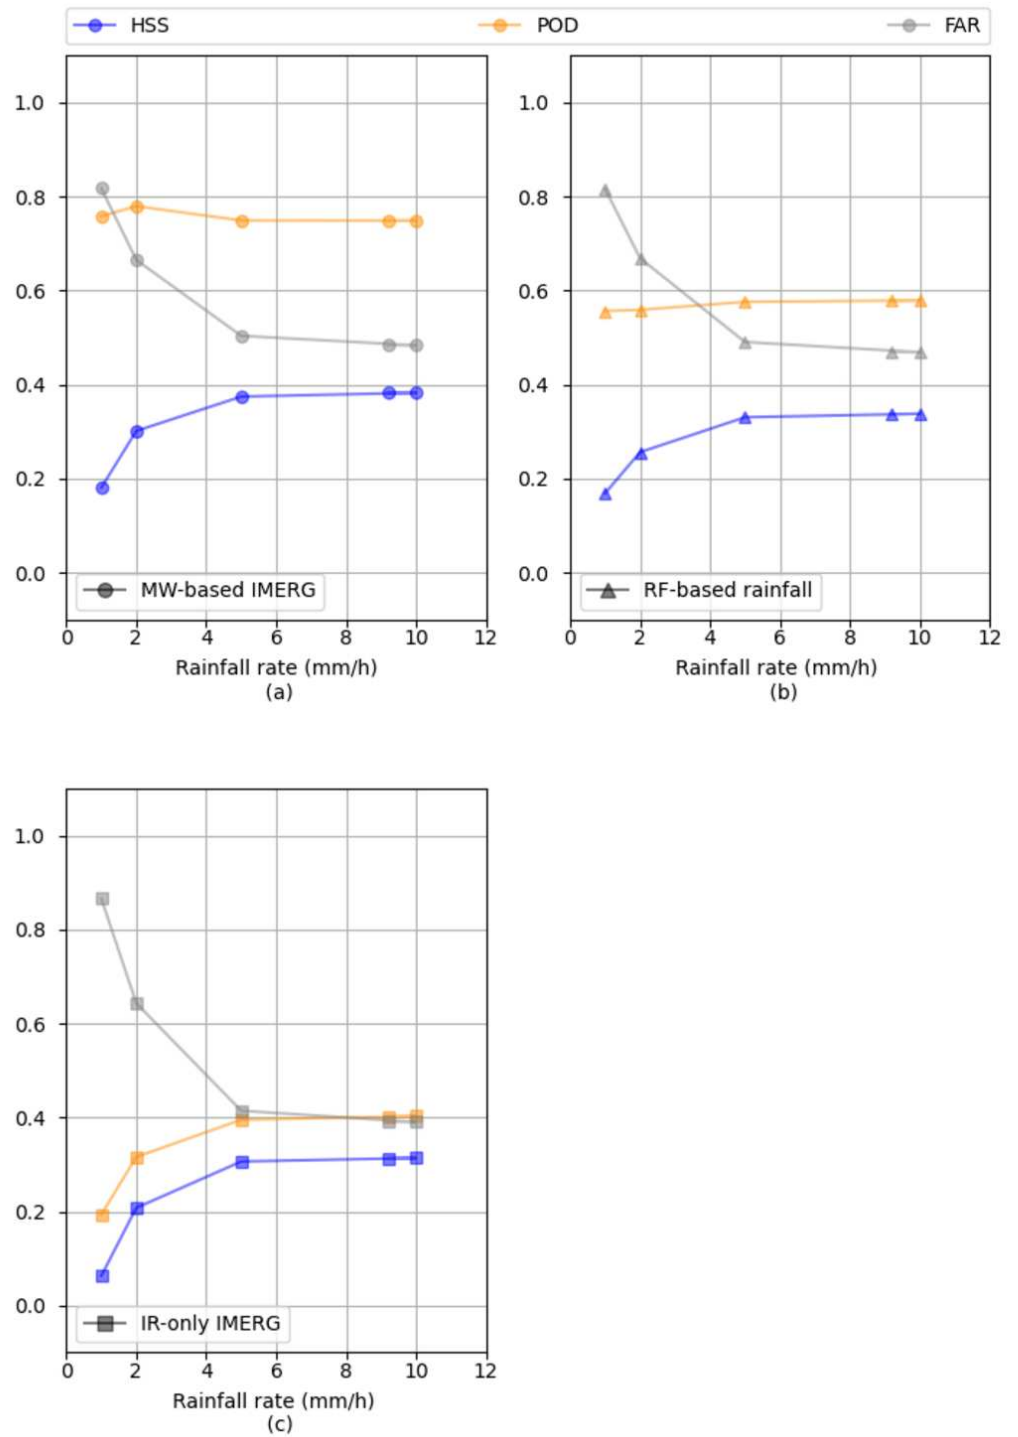 HSS POD FAR
1.0
0.8
0.6
0.4
0.2
0.0
MW-based IMERG
0 2 4 6 8 10 12
Rainfall rate (mm/h)
(a)
1.0
0.8
0.6
0.4
0.2
0.0
RF-based rainfall
0 2 4 6 8 10 12
Rainfall rate (mm/h)
(b)
1.0
0.8
0.6
0.4
0.2
0.0
IR-only IMERG
0 2 4 6 8 10 12
Rainfall rate (mm/h)
(c)